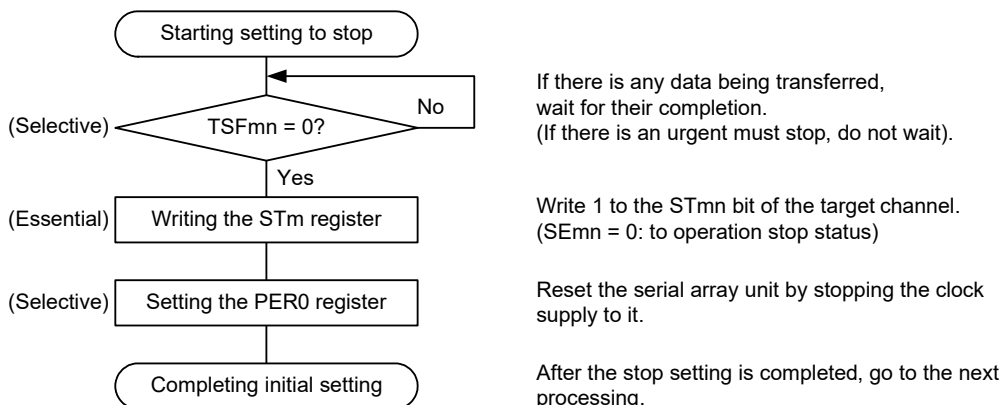 Starting setting to stop
If there is any data being transferred,
wait for their completion.
(If there is an urgent must stop, do not wait).
No
(Selective)
TSFmn = 0?
Yes
(Essential)
Writing the STm register
Write 1 to the STmn bit of the target channel.
(SEmn = 0: to operation stop status)
(Selective)
Setting the PER0 register
Reset the serial array unit by stopping the clock
supply to it.
Completing initial setting
After the stop setting is completed, go to the next
processing.